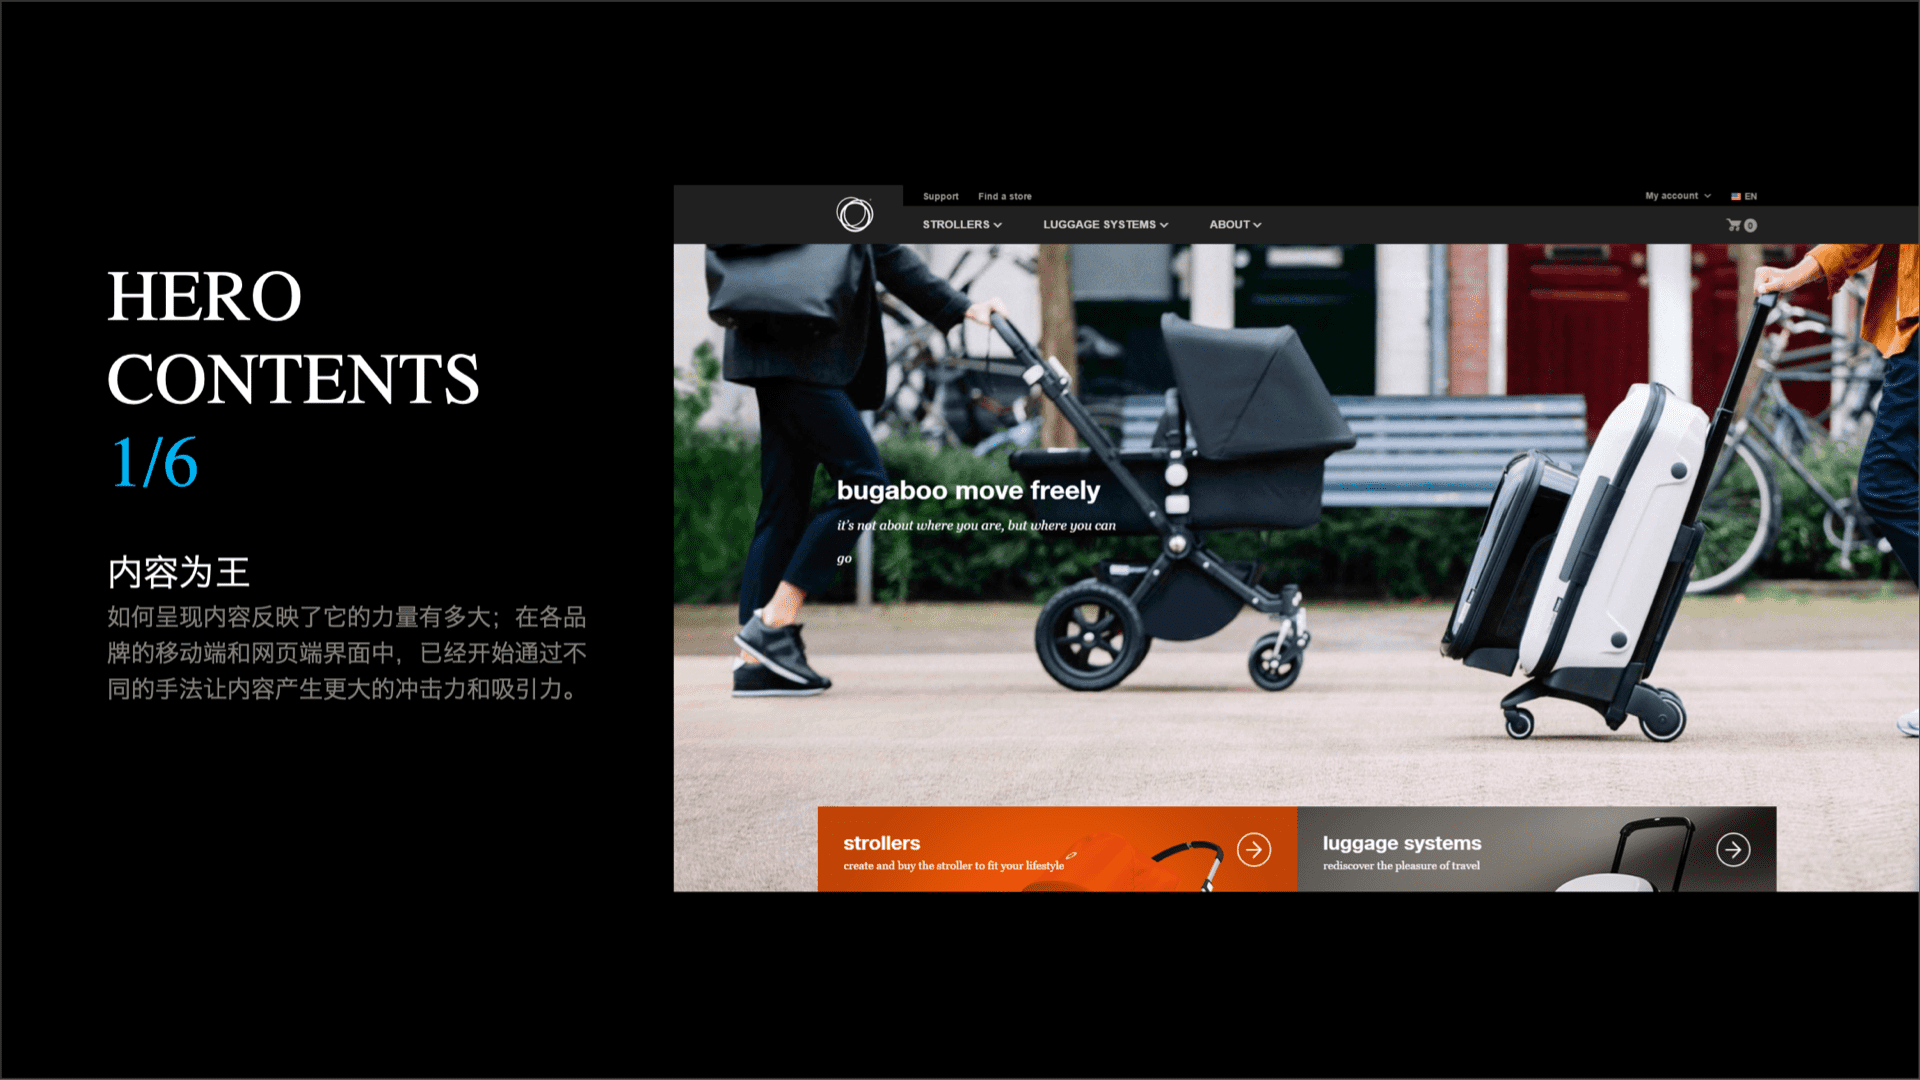 HERO
CONTENTS
1/6
内容为王
如何呈现内容反映了它的力量有多大；在各品
牌的移动端和网页端界面中，已经开始通过不
同的手法让内容产生更大的冲击力和吸引力。
Support Find a store My account EN
STROLLERS LUGGAGE SYSTEMS ABOUT 0
bugaboo move freely
it's not about where you are, but where you can
go
strollers
create and buy the stroller to fit your lifestyle
luggage systems
rediscover the pleasure of travel